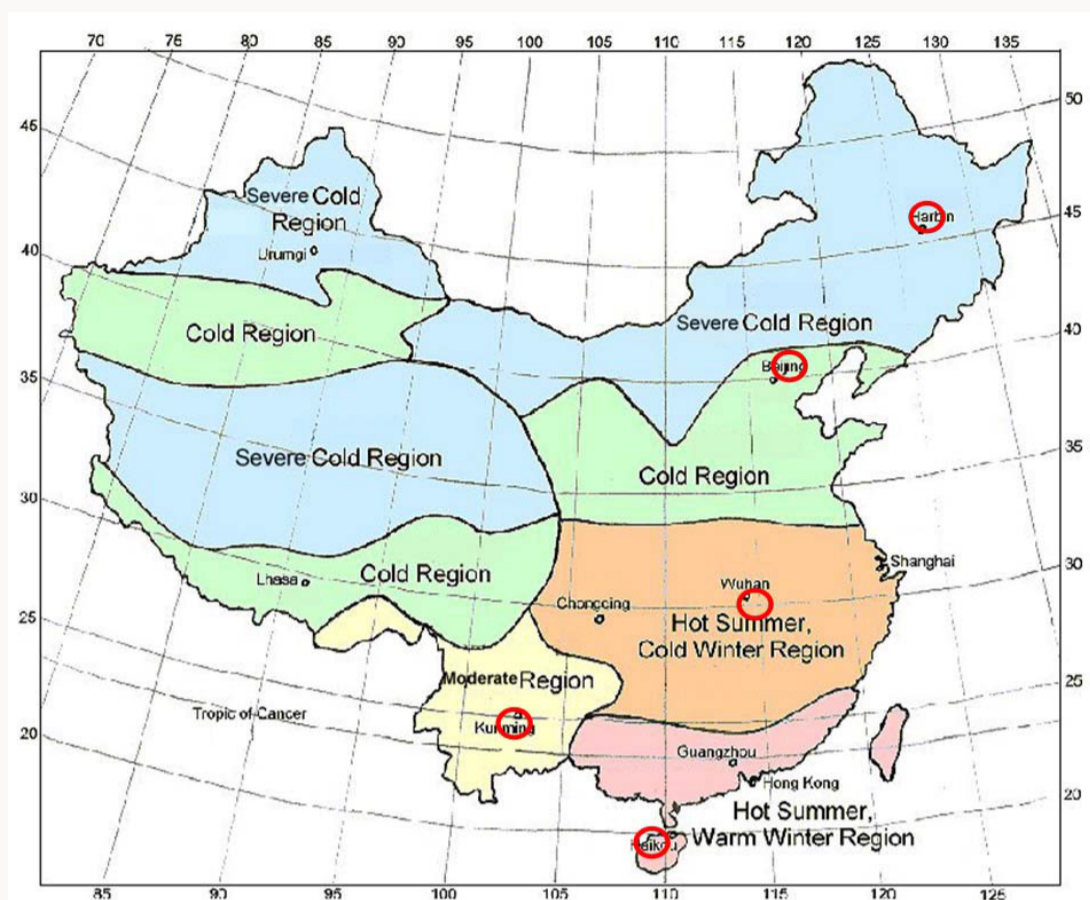 70 75 80 85 90 95 100 105 110 115 120 125 130 135
50
45
Severe Cold
Region
Harbin
45
Urumgi
40
Cold Region
Severe Cold Region
40
Beijing
35
35
Severe Cold Region
Cold Region
30
Shanghai
30
Lhasa
Cold Region
Wuhan
Chongqing
25
Hot Summer,
Cold Winter Region
Moderate Region
25
Tropic of Cancer
Kunming
20
Guangzhou
Hong Kong
20
Hot Summer,
Warm Winter Region
Haikou
85 90 95 100 105 110 115 120 125